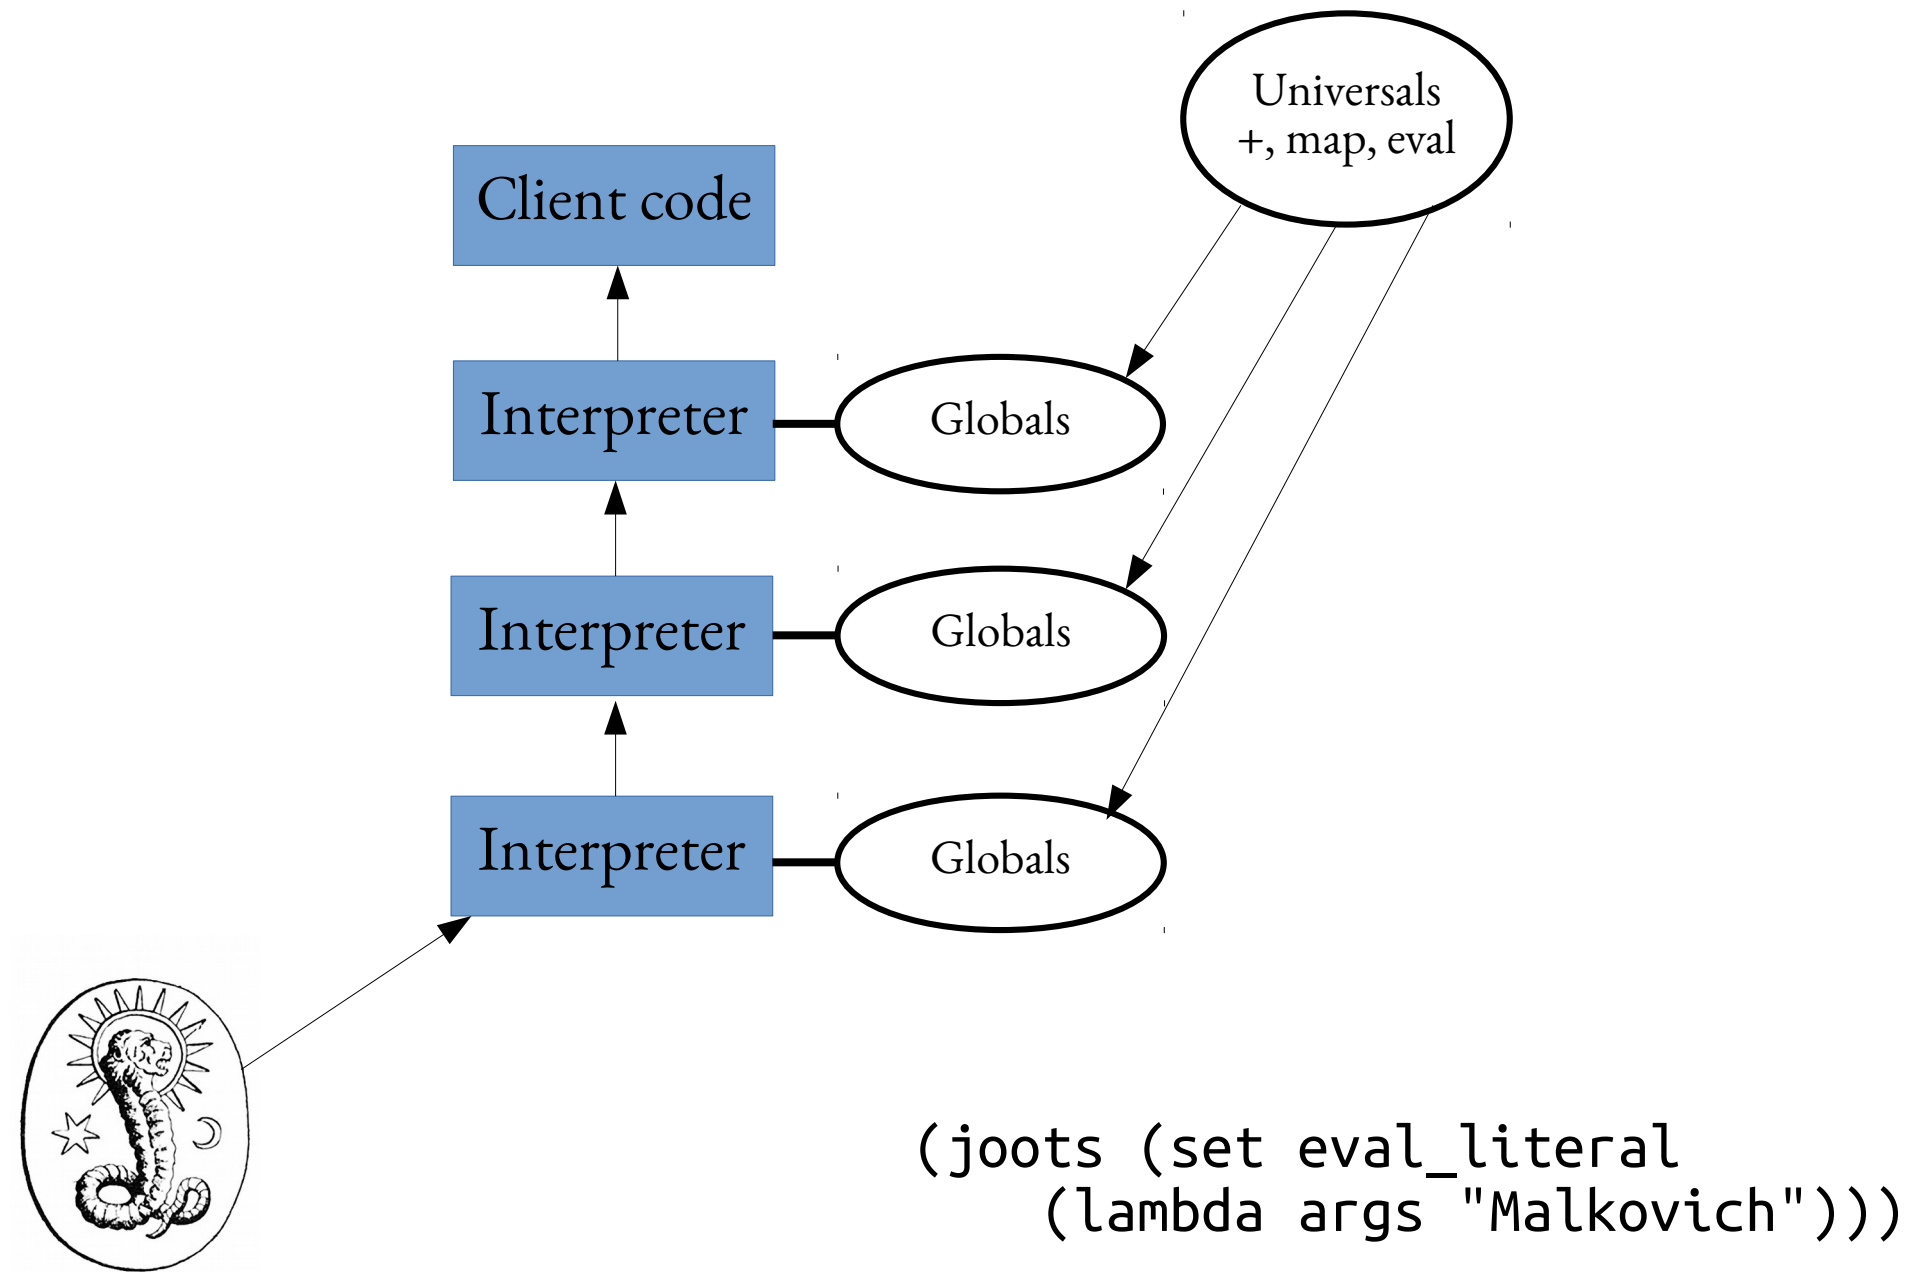 Universals
+, map, eval
Client code
Interpreter
Globals
Interpreter
Globals
Interpreter
Globals
(joots (set eval_literal
(lambda args "Malkovich")))